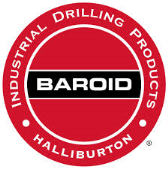 INDUSTRIAL DRILLING PRODUCTS
BAROID
• HALLIBURTON •
®